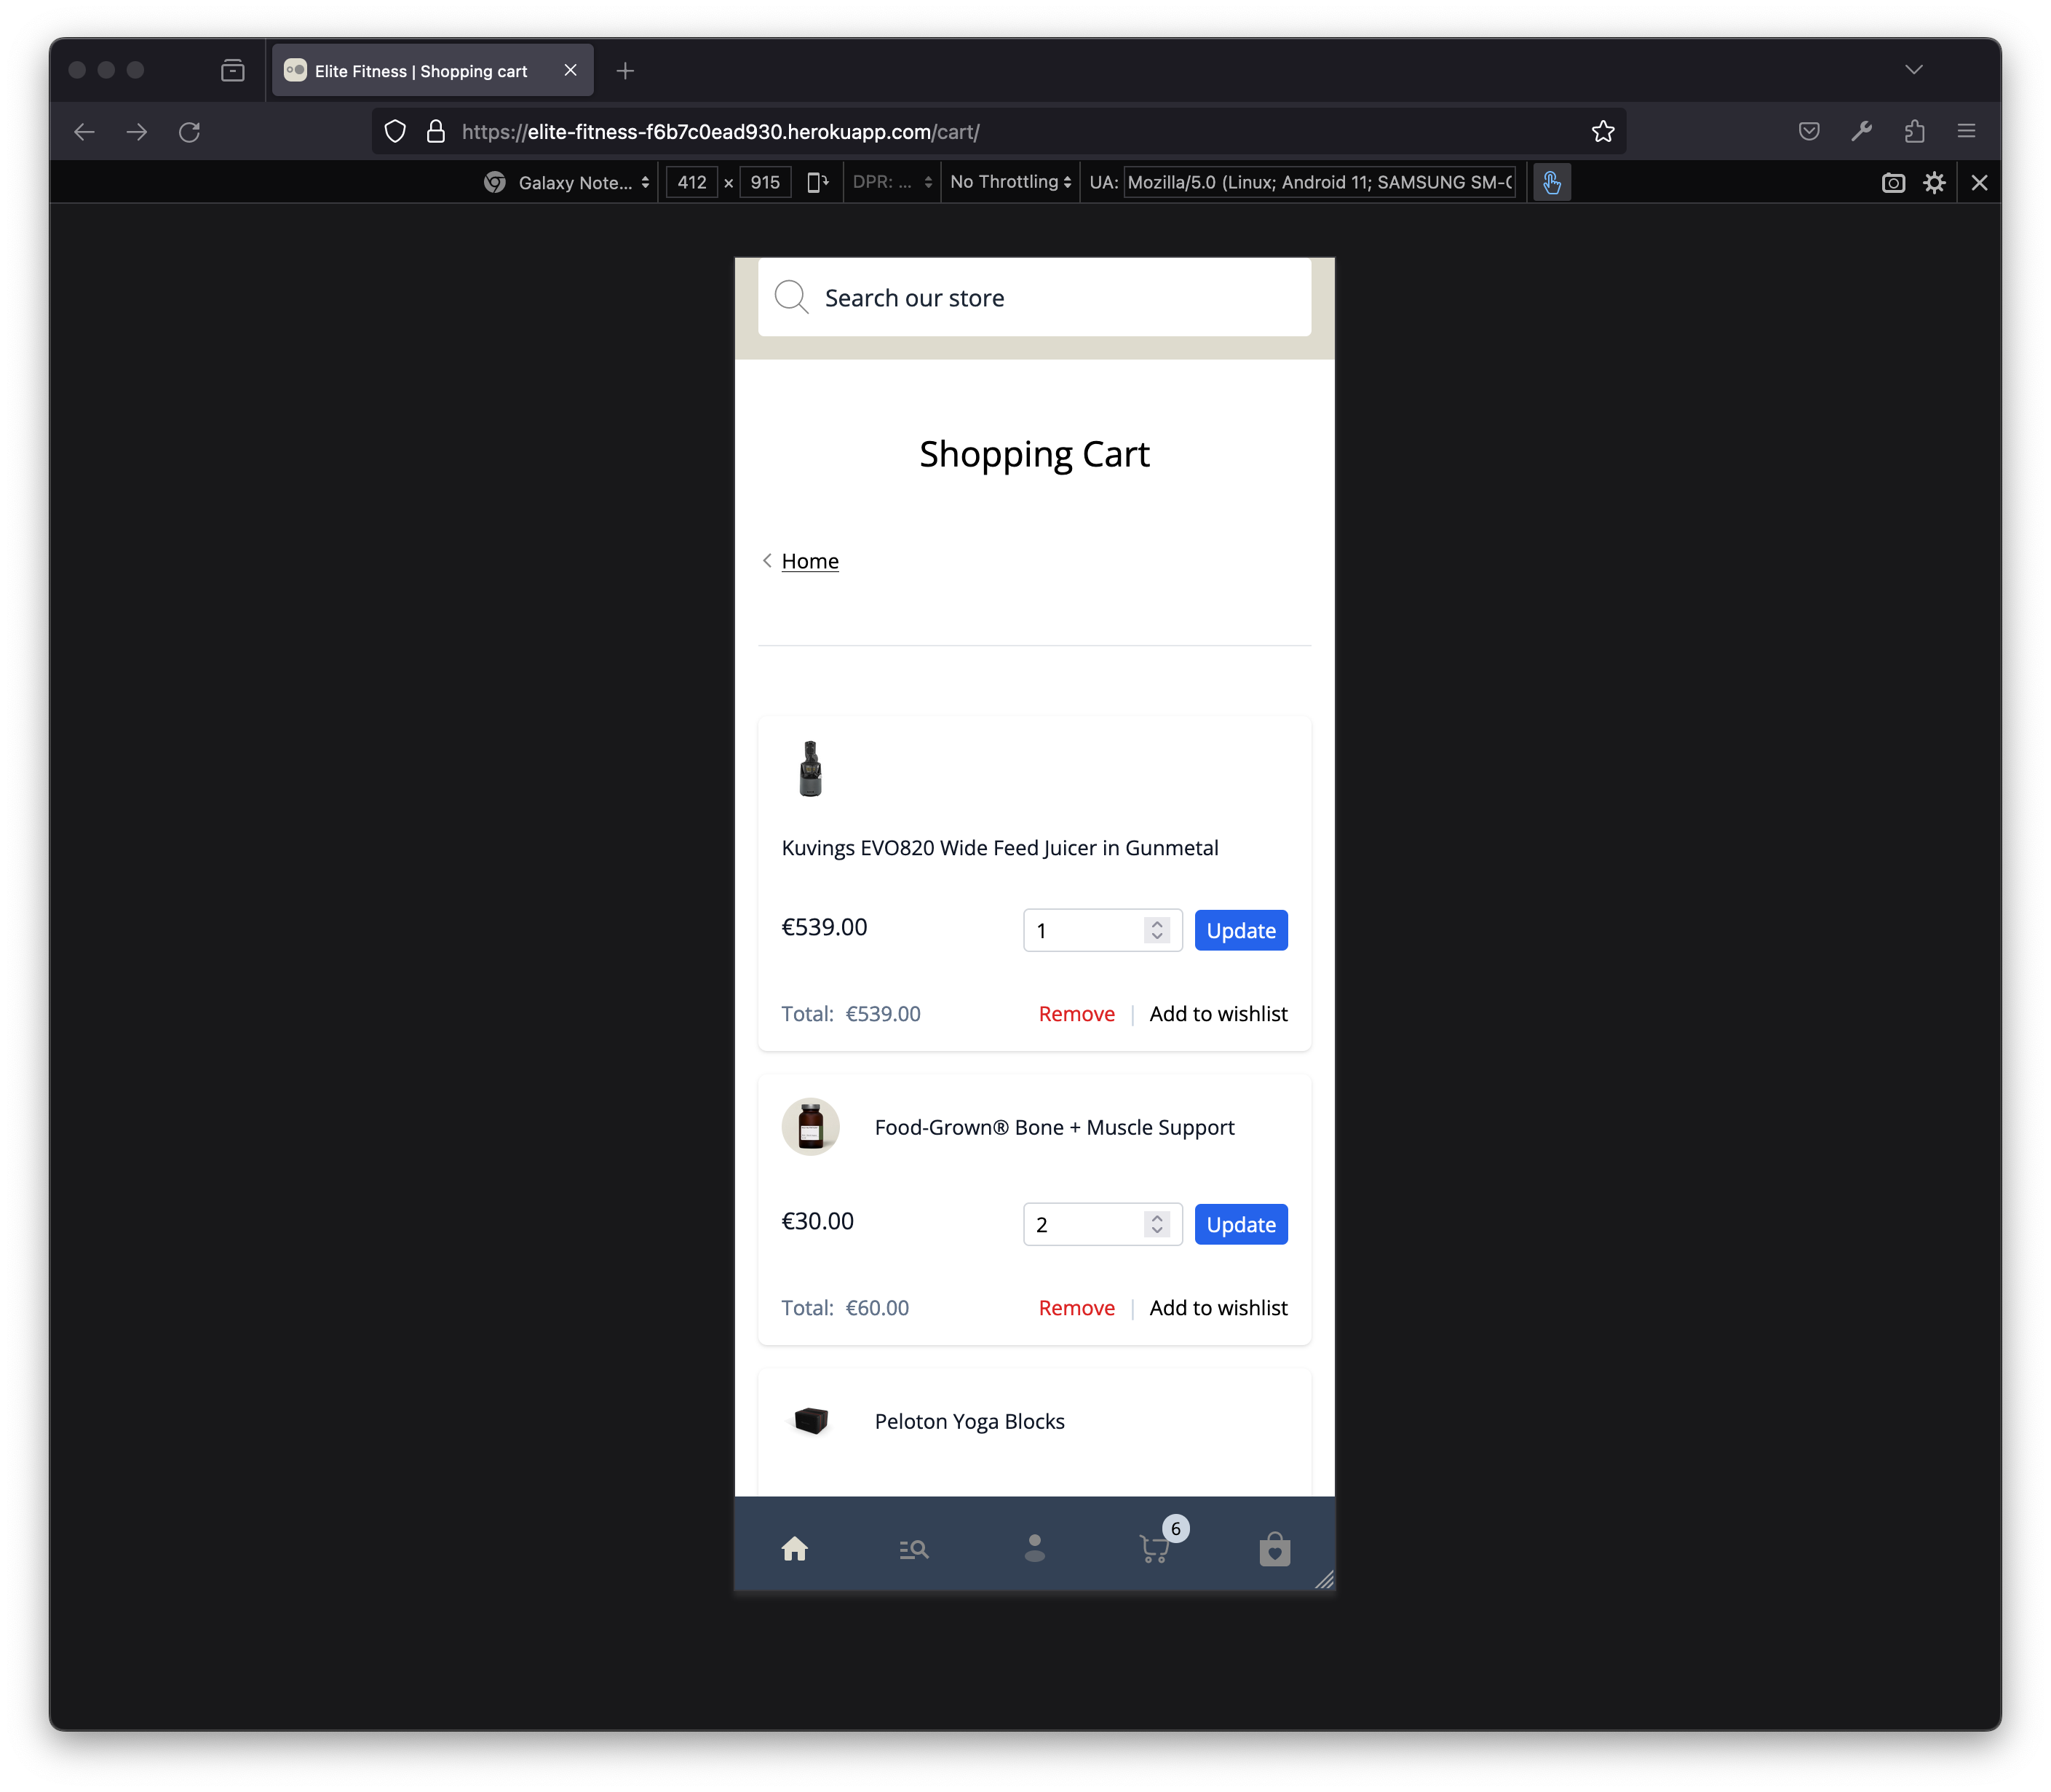 Elite Fitness | Shopping cart
https://elite-fitness-f6b7c0ead930.herokuapp.com/cart/
Galaxy Note... 412 x 915 DPR: ... No Throttling UA: Mozilla/5.0 (Linux; Android 11; SAMSUNG SM-
Search our store
Shopping Cart
Home
Kuvings EVO820 Wide Feed Juicer in Gunmetal
€539.00 1 Update
Total: €539.00 Remove | Add to wishlist
Food-Grown® Bone + Muscle Support
€30.00 2 Update
Total: €60.00 Remove | Add to wishlist
Peloton Yoga Blocks
6